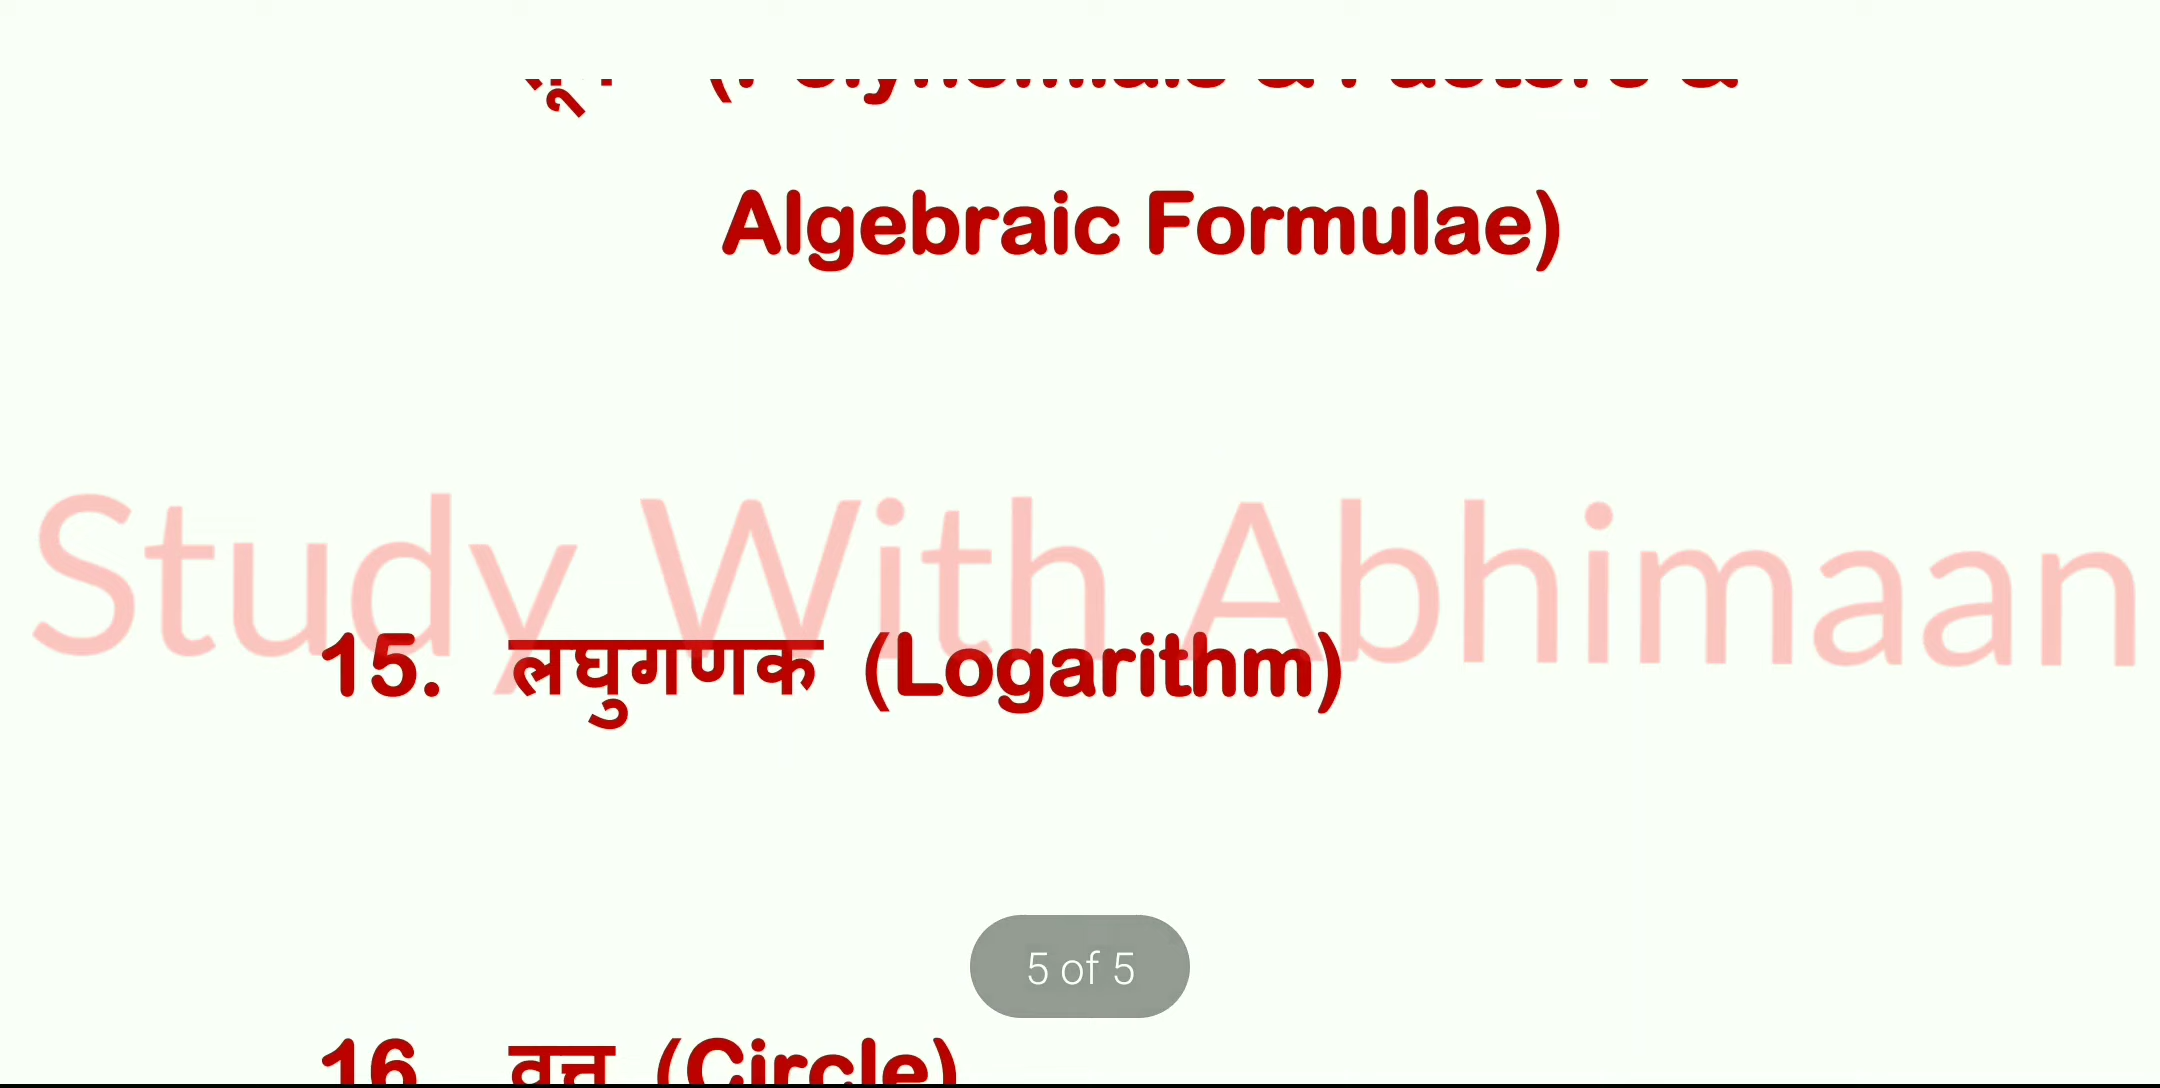 Algebraic Formulae)
Study With Abhimaan
15. लघुगणक (Logarithm)
5 of 5
16. वृत्त (Circle)